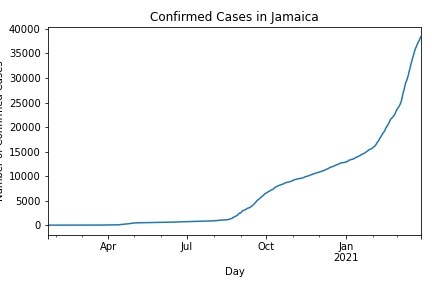 Confirmed Cases in Jamaica
40000
35000
30000
25000
20000
15000
10000
5000
0
Number of Confirmed Cases
Apr
Jul
Oct
Jan
2021
Day